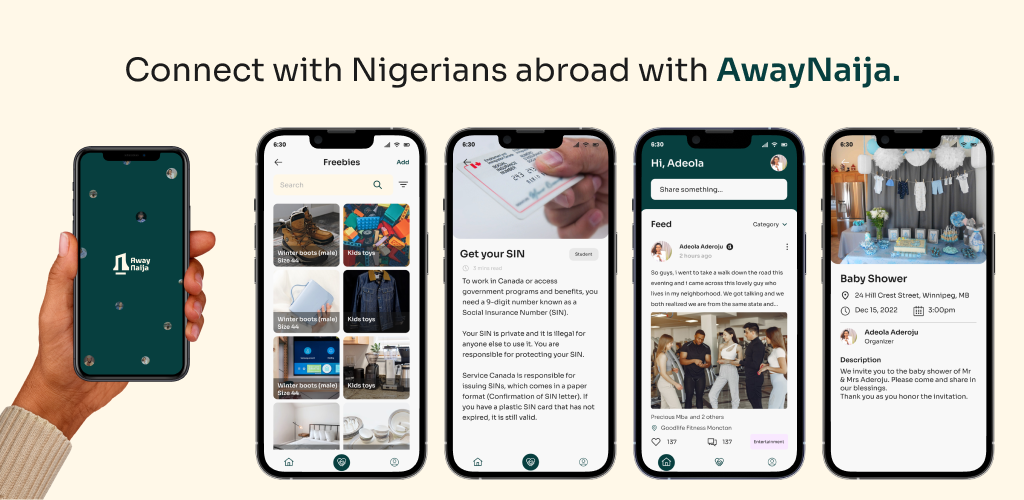 Connect with Nigerians abroad with AwayNaija.
Away
Naija
6:30
Freebies
Add
Search
Winter boots (male)
Size 44
Kids toys
Winter boots (male)
Size 44
Kids toys
Winter boots (male)
Size 44
Kids toys
6:30
SOCIAL
INSURANCE
NUMBER
Get your SIN
Student
2 mins read
To work in Canada or access
government programs and benefits, you
need a 9-digit number known as a
Social Insurance Number (SIN).
Your SIN is private and it is illegal for
anyone else to use it. You are
responsible for protecting your SIN.
Service Canada is responsible for
issuing SINs, which comes in a paper
format (Confirmation of SIN letter). If
you have a plastic SIN card that has not
expired, it is still valid.
6:30
Hi, Adeola
Share something...
Feed
Category
Adeola Aderoju
2 hours ago
So guys, i went to take a walk down the road this
evening and i came across this lovely guy who
lives in my neighborhood. We got talking and we
both realized we are from the same state and...
Precious Mba and 2 others
Goodlife Fitness Moncton
137
137
Entertainment
6:30
Baby Shower
24 Hill Crest Street, Winnipeg, MB
Dec 15, 2022
3:00pm
Adeola Aderoju
Organizer
Description
We Invite you to the baby shower of Mr
& Mrs Aderoju. Please come and share in
our blessings.
Thank you as you honor the invitation.